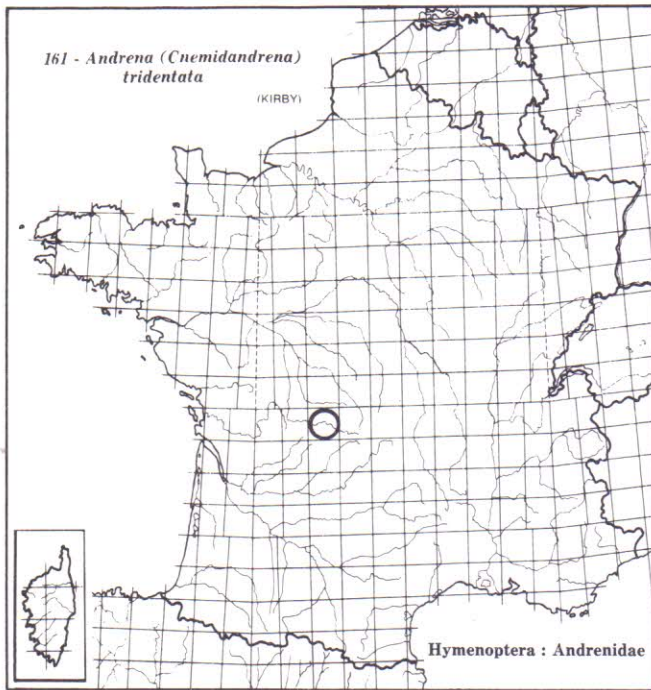 161 - Andrena (Cnemidandrena)
tridentata
(KIRBY)
Hymenoptera : Andrenidae